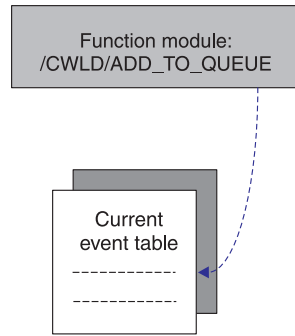 Function module:
/CWLD/ADD_TO_QUEUE
Current
event table